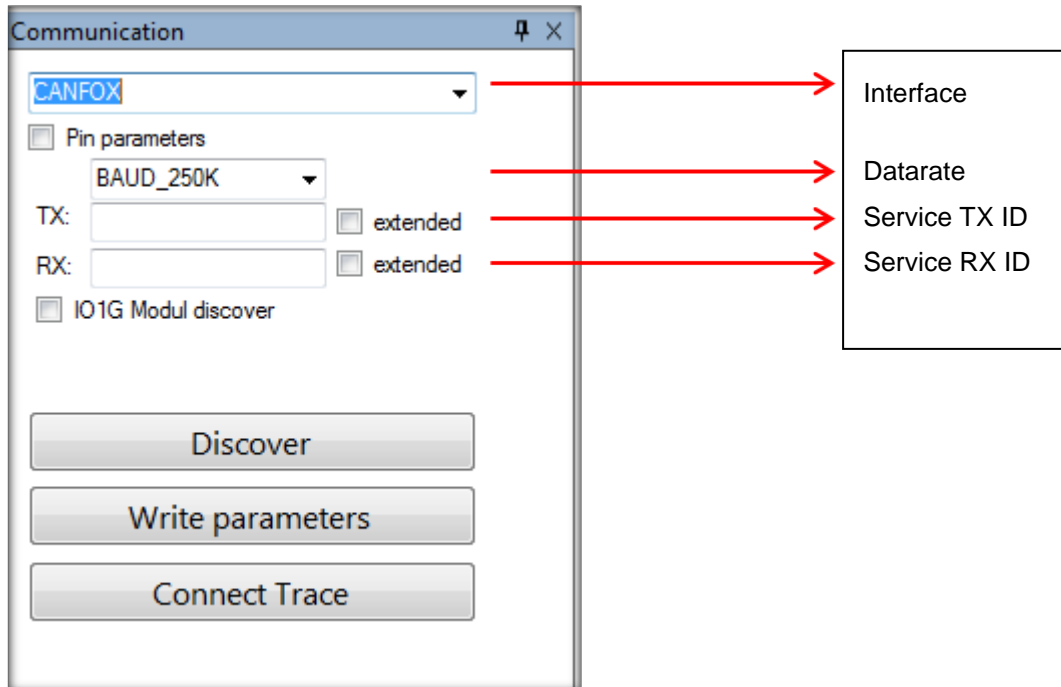 Communication
CANFOX
Interface
Pin parameters
BAUD_250K
Datarate
TX:
extended
Service TX ID
RX:
extended
Service RX ID
IO1G Modul discover
Discover
Write parameters
Connect Trace